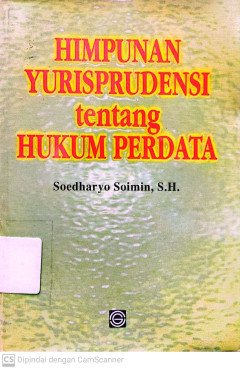 HIMPUNAN
YURISPRUDENSI
tentang
HUKUM PERDATA
Soedharyo Soimin, S.H.
CS Dipindai dengan CamScanner